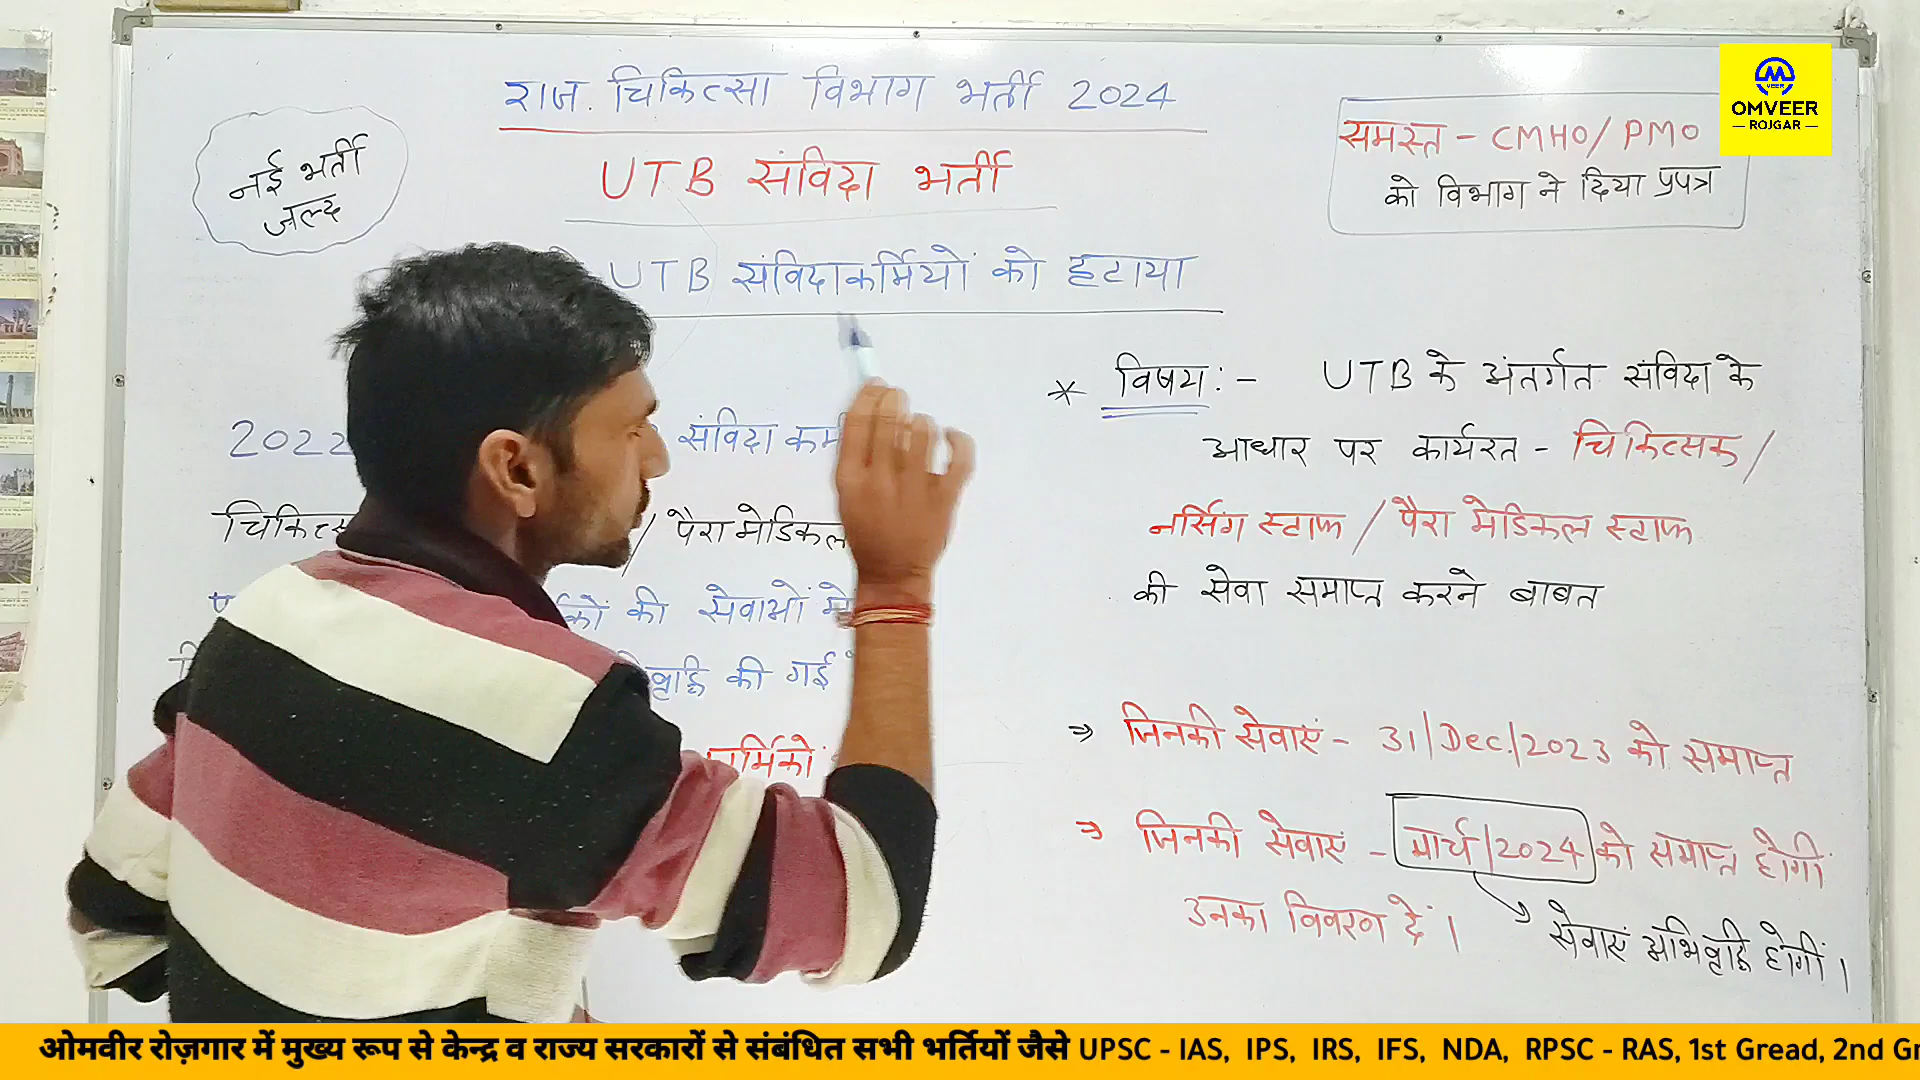 राज. चिकित्सा विभाग भर्ती 2024
UTB संविदा भर्ती
UTB संविदाकर्मियों को हटाया
नई भर्ती
जल्द
समस्त - CMHO/PMO
को विभाग ने दिया प्रपत्र
VEER
OMVEER
— ROJGAR —
2022 संविदा
/ पैरा मेडिकल
की सेवाओं में
की गई
* विषय:- UTB के अंतर्गत संविदा के
आधार पर कार्यरत - चिकित्सक/
नर्सिंग स्टाफ / पैरा मेडिकल स्टाफ
की सेवा समाप्त करने बाबत
⇒ जिनकी सेवाएं - 31/Dec./2023 को समाप्त
⇒ जिनकी सेवाएं - मार्च/2024 को समाप्त होगी
उनका विवरण दें।
सेवाएं अभिवृद्धि होगीं।
ओमवीर रोज़गार में मुख्य रूप से केन्द्र व राज्य सरकारों से संबंधित सभी भर्तियों जैसे UPSC - IAS, IPS, IRS, IFS, NDA, RPSC - RAS, 1st Gread, 2nd Gr